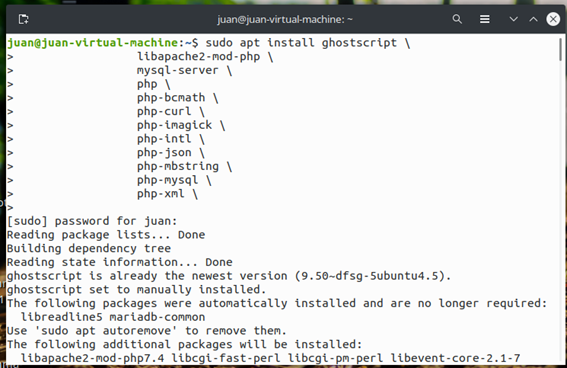 juan@juan-virtual-machine: ~
juan@juan-virtual-machine:~$ sudo apt install ghostscript \
> libapache2-mod-php \
> mysql-server \
> php \
> php-bcmath \
> php-curl \
> php-imagick \
> php-intl \
> php-json \
> php-mbstring \
> php-mysql \
> php-xml \
>
[sudo] password for juan:
Reading package lists... Done
Building dependency tree
Reading state information... Done
ghostscript is already the newest version (9.50~dfsg-5ubuntu4.5).
ghostscript set to manually installed.
The following packages were automatically installed and are no longer required:
libreadline5 mariadb-common
Use 'sudo apt autoremove' to remove them.
The following additional packages will be installed:
libapache2-mod-php7.4 libcgi-fast-perl libcgi-pm-perl libevent-core-2.1-7